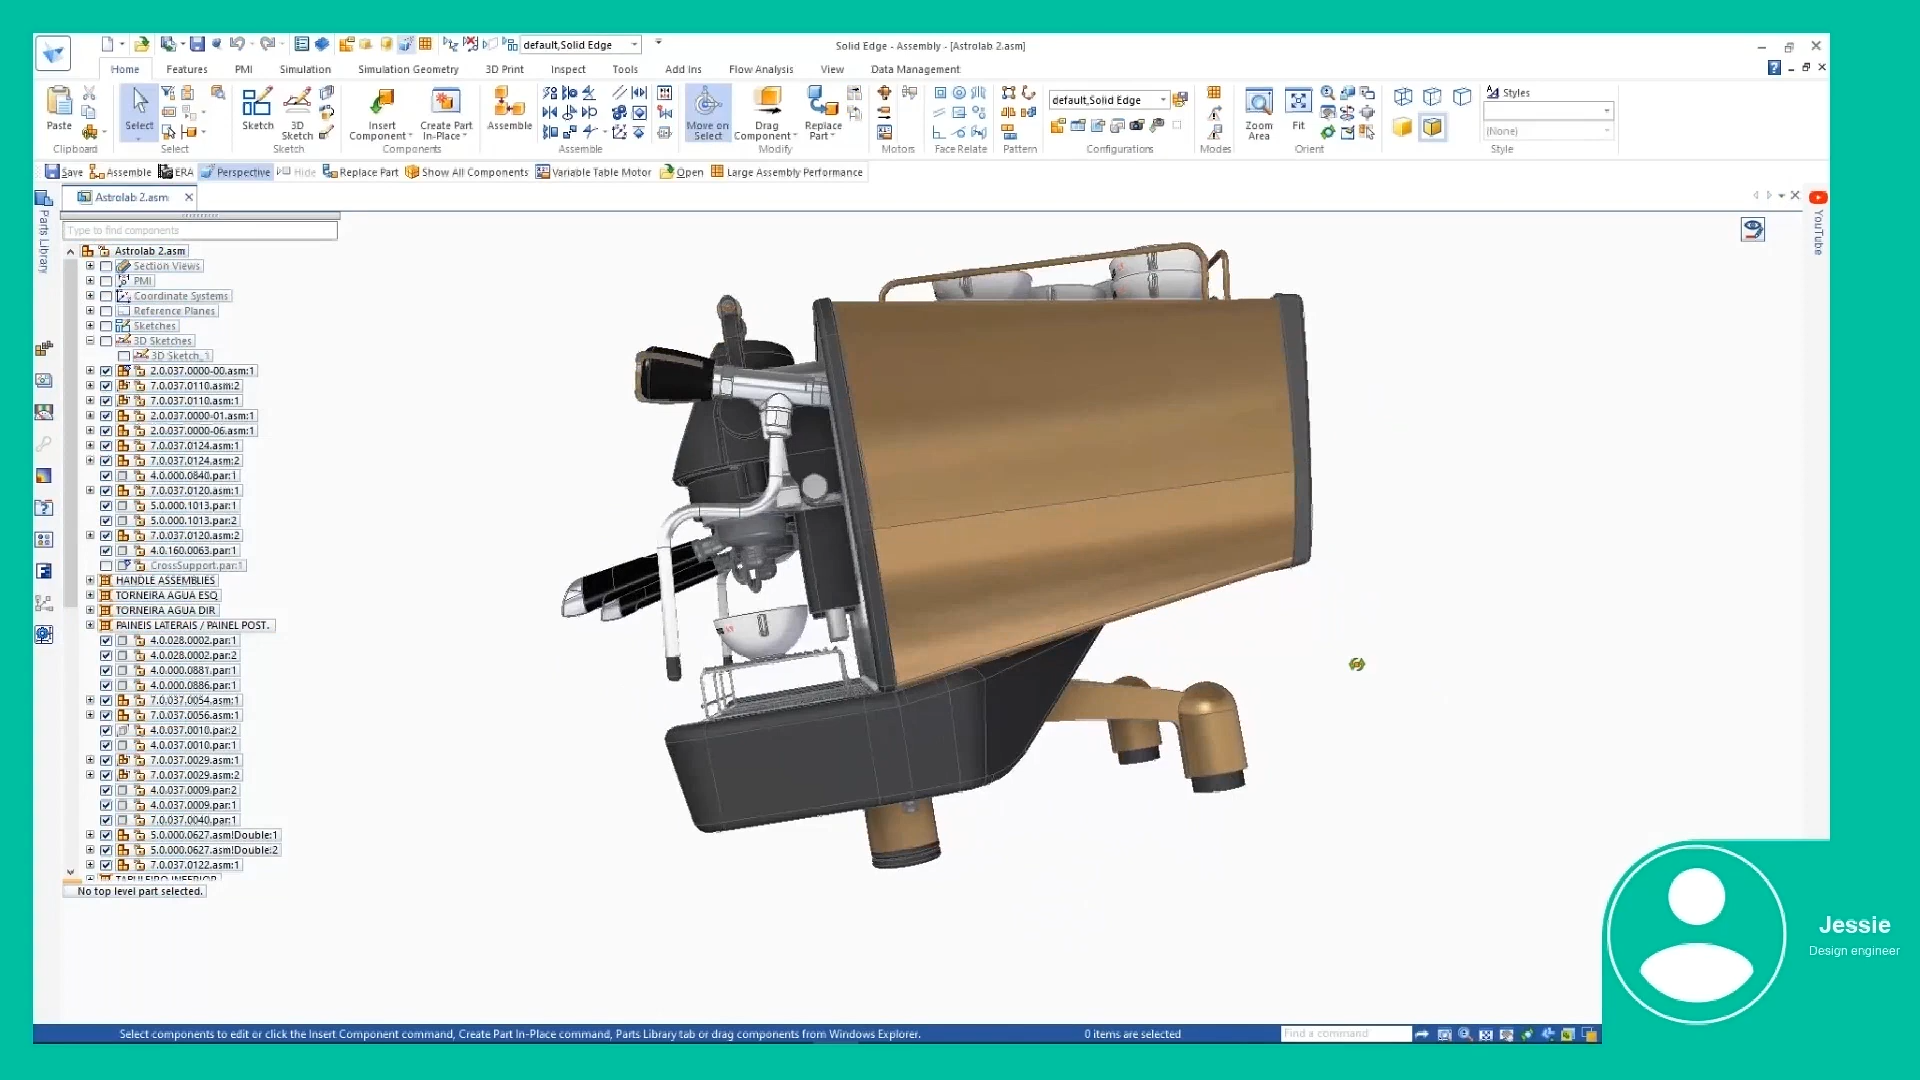 default,Solid Edge
Solid Edge - Assembly - [Astrolab 2.asm]
Home Features PMI Simulation Simulation Geometry 3D Print Inspect Tools Add Ins Flow Analysis View Data Management
Paste
Clipboard
Select
Select
Sketch
3D Sketch
Sketch
Insert Component
Create Part In-Place
Components
Assemble
Assemble
Move on Select
Drag Component
Replace Part
Modify
Motors
Face Relate
Pattern
default,Solid Edge
Configurations
Modes
Zoom Area
Fit
Orient
Styles
(None)
Style
Save Assemble ERA Perspective Hide Replace Part Show All Components Variable Table Motor Open Large Assembly Performance
Astrolab 2.asm
Parts Library
YouTube
Type to find components
Astrolab 2.asm
Section Views
PMI
Coordinate Systems
Reference Planes
Sketches
3D Sketches
3D Sketch_1
2.0.037.0000-00.asm:1
7.0.037.0110.asm:2
7.0.037.0110.asm:1
2.0.037.0000-01.asm:1
2.0.037.0000-06.asm:1
7.0.037.0124.asm:1
7.0.037.0124.asm:2
4.0.000.0840.par:1
7.0.037.0120.asm:1
5.0.000.1013.par:1
5.0.000.1013.par:2
7.0.037.0120.asm:2
4.0.160.0063.par:1
CrossSupport.par:1
HANDLE ASSEMBLIES
TORNEIRA AGUA ESQ
TORNEIRA AGUA DIR
PAINEIS LATERAIS / PAINEL POST.
4.0.028.0002.par:1
4.0.028.0002.par:2
4.0.000.0881.par:1
4.0.000.0886.par:1
7.0.037.0054.asm:1
7.0.037.0056.asm:1
4.0.037.0010.par:2
4.0.037.0010.par:1
7.0.037.0029.asm:1
7.0.037.0029.asm:2
4.0.037.0009.par:2
4.0.037.0009.par:1
7.0.037.0040.par:1
5.0.000.0627.asm!Double:1
5.0.000.0627.asm!Double:2
7.0.037.0122.asm:1
TABULEIRO INFERIOR
No top level part selected.
Jessie
Design engineer
Select components to edit or click the Insert Component command, Create Part In-Place command, Parts Library tab or drag components from Windows Explorer.
0 items are selected
Find a command